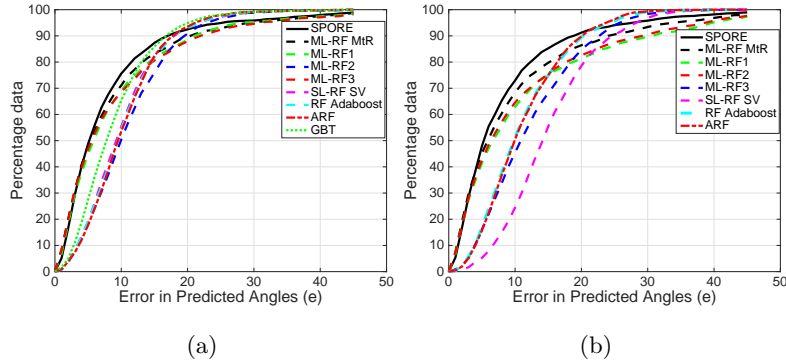 100
90
80
70
60
50
40
30
20
10
0
Percentage data
0 10 20 30 40 50
Error in Predicted Angles (e)
SPORE
ML-RF MtR
ML-RF1
ML-RF2
ML-RF3
SL-RF SV
RF Adaboost
ARF
GBT
(a)
100
90
80
70
60
50
40
30
20
10
0
Percentage data
0 10 20 30 40 50
Error in Predicted Angles (e)
SPORE
ML-RF MtR
ML-RF1
ML-RF2
ML-RF3
SL-RF SV
RF Adaboost
ARF
(b)